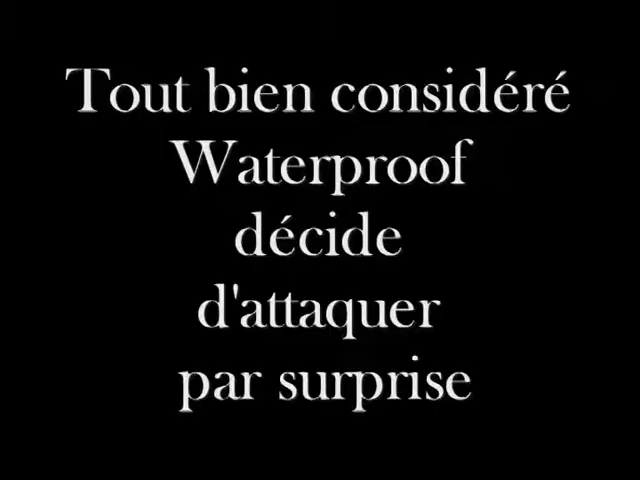 Tout bien considéré
Waterproof
décide
d'attaquer
par surprise